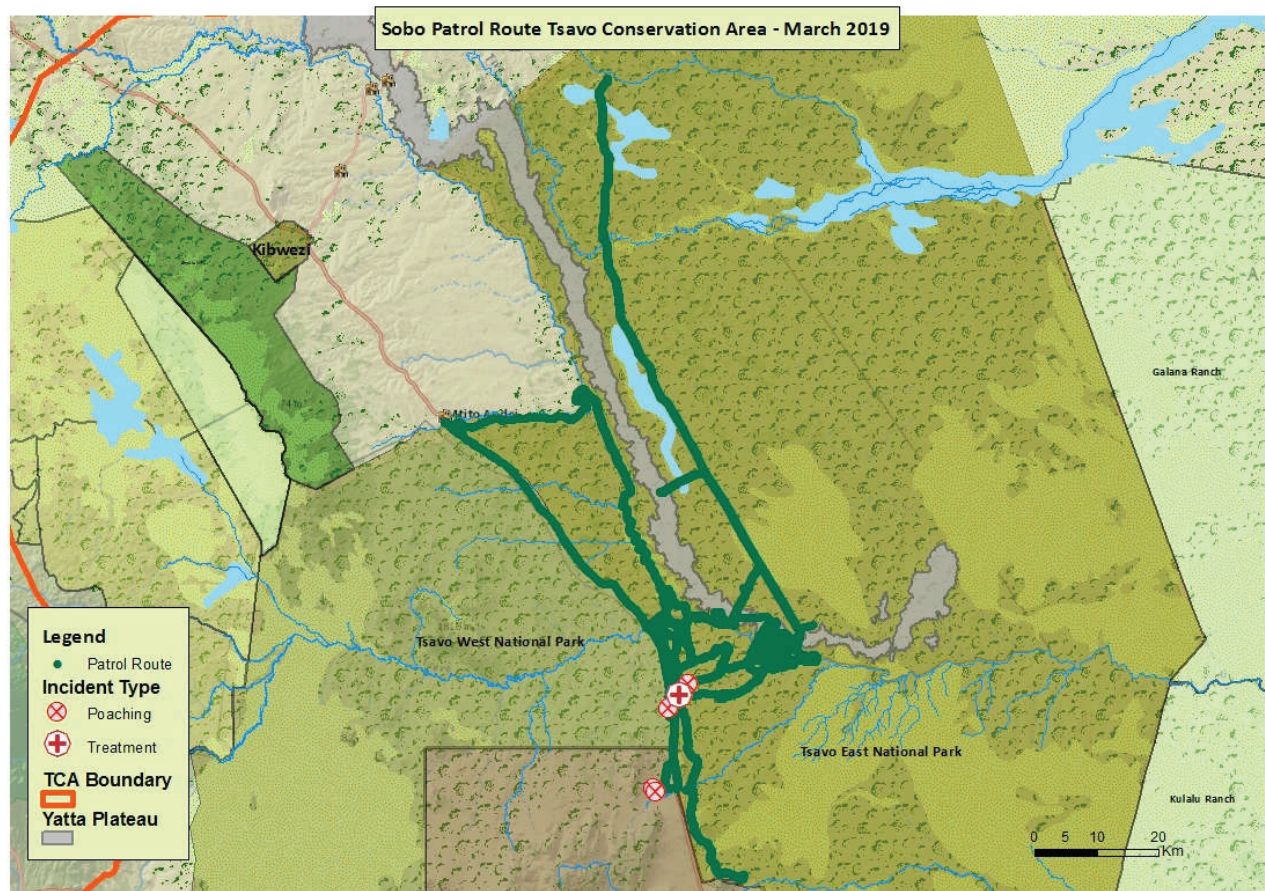 Sobo Patrol Route Tsavo Conservation Area - March 2019
Kibwezi
Galana Ranch
Tsavo West National Park
Tsavo East National Park
Kulalu Ranch
Legend
Patrol Route
Incident Type
Poaching
Treatment
TCA Boundary
Yatta Plateau
0 5 10 20
Km
C A